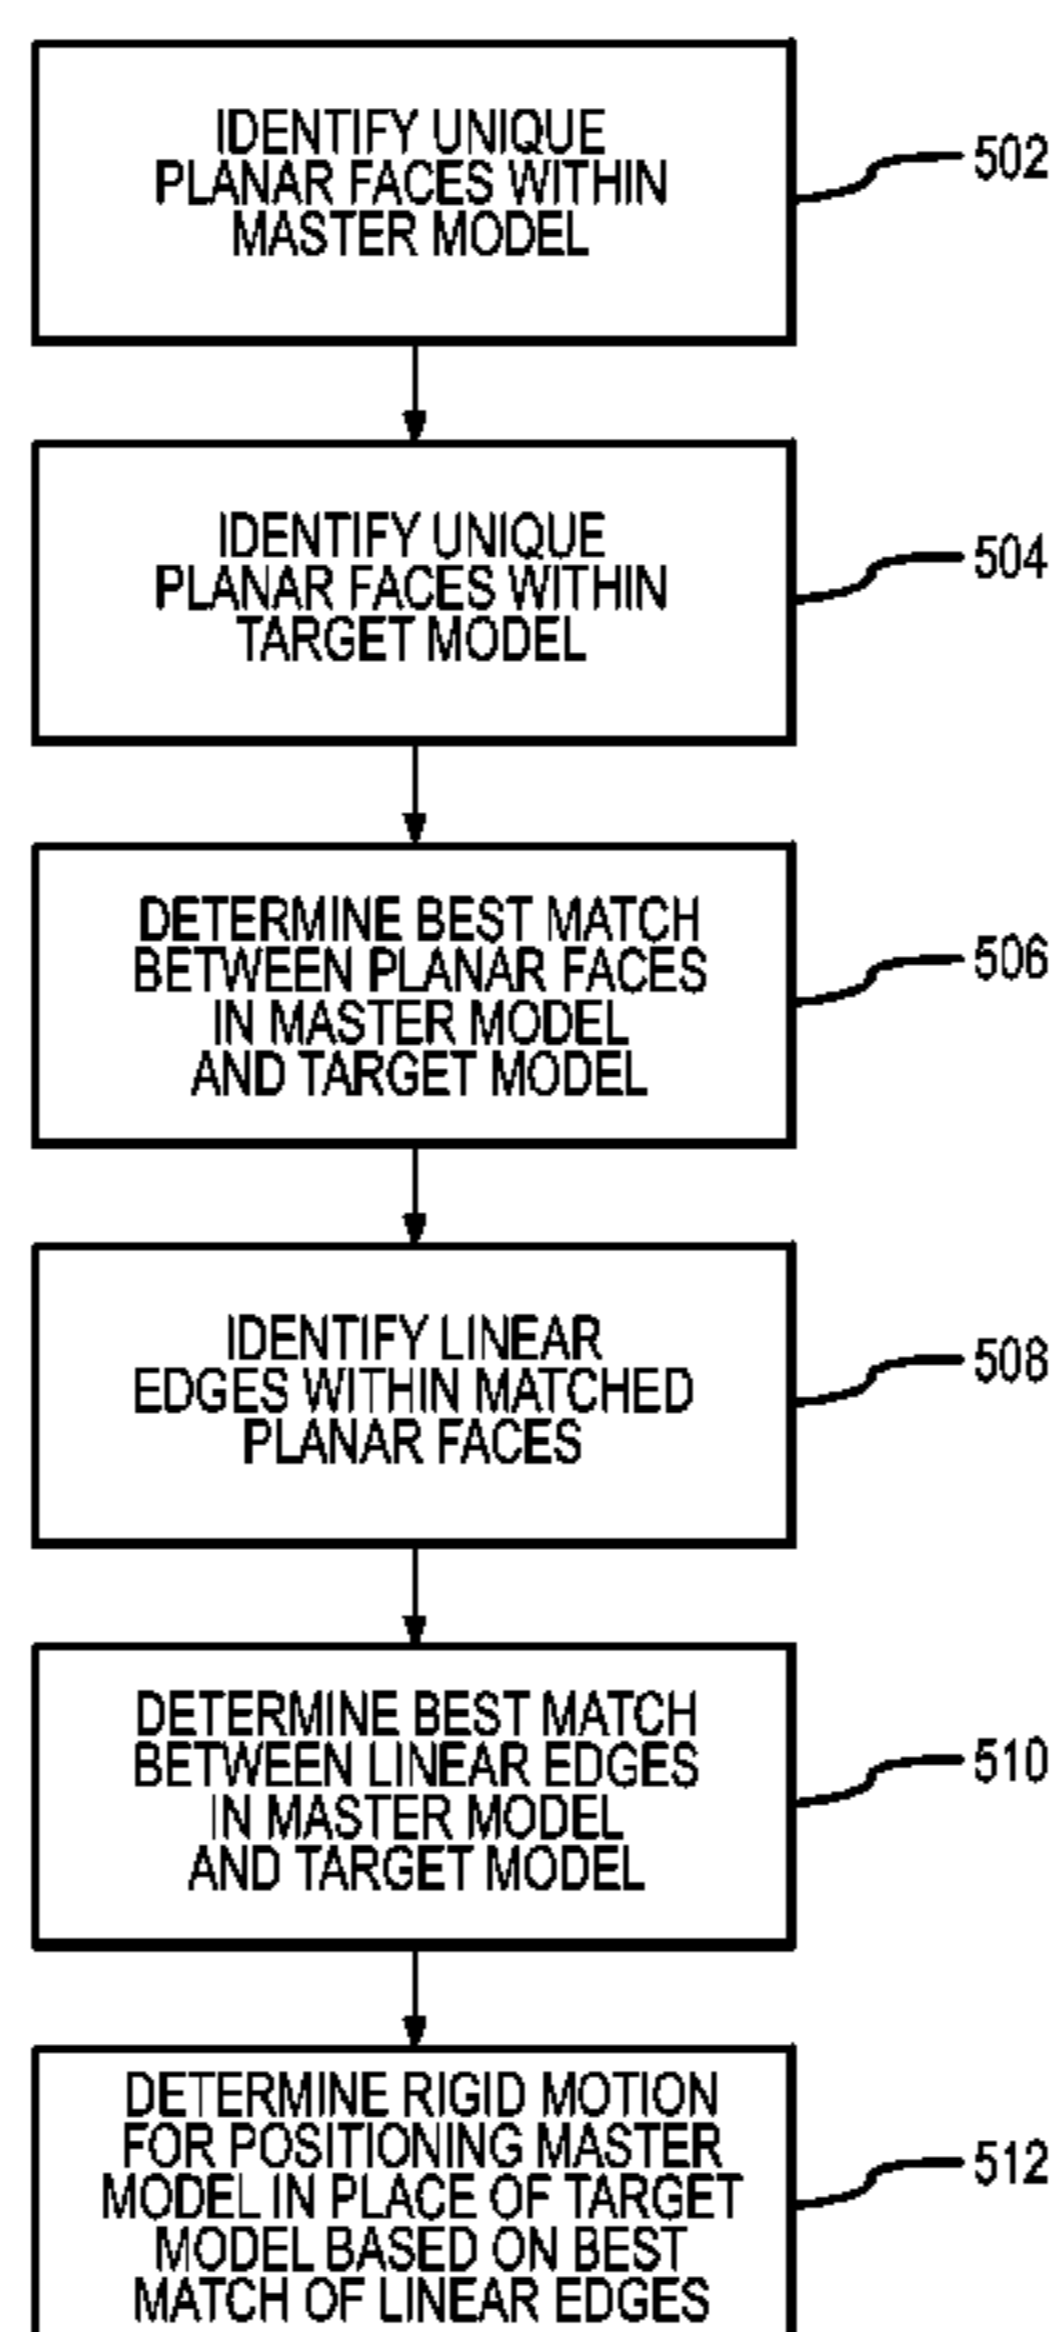 IDENTIFY UNIQUE
PLANAR FACES WITHIN
MASTER MODEL
502
IDENTIFY UNIQUE
PLANAR FACES WITHIN
TARGET MODEL
504
DETERMINE BEST MATCH
BETWEEN PLANAR FACES
IN MASTER MODEL
AND TARGET MODEL
506
IDENTIFY LINEAR
EDGES WITHIN MATCHED
PLANAR FACES
508
DETERMINE BEST MATCH
BETWEEN LINEAR EDGES
IN MASTER MODEL
AND TARGET MODEL
510
DETERMINE RIGID MOTION
FOR POSITIONING MASTER
MODEL IN PLACE OF TARGET
MODEL BASED ON BEST
MATCH OF LINEAR EDGES
512